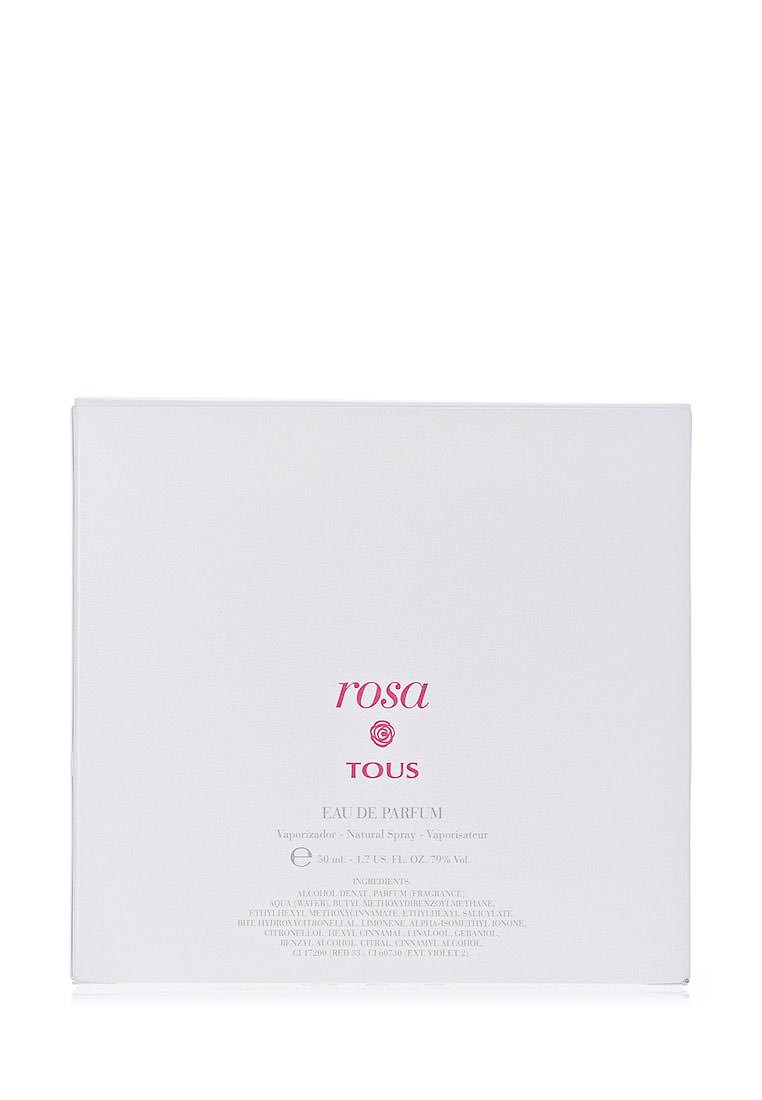 rosa
TOUS
EAU DE PARFUM
Vaporizador - Natural Spray - Vaporisateur
℮ 50 ml. - 1,7 US. FL. OZ. 79% Vol.
INGREDIENTS:
ALCOHOL DENAT., PARFUM (FRAGRANCE),
AQUA (WATER), BUTYL METHOXYDIBENZOYLMETHANE,
ETHYLHEXYL METHOXYCINNAMATE, ETHYLHEXYL SALICYLATE,
BHT, HYDROXYCITRONELLAL, LIMONENE, ALPHA-ISOMETHYL IONONE,
CITRONELLOL, HEXYL CINNAMAL, LINALOOL, GERANIOL,
BENZYL ALCOHOL, CITRAL, CINNAMYL ALCOHOL,
CI 17200 (RED 33), CI 60730 (EXT. VIOLET 2).